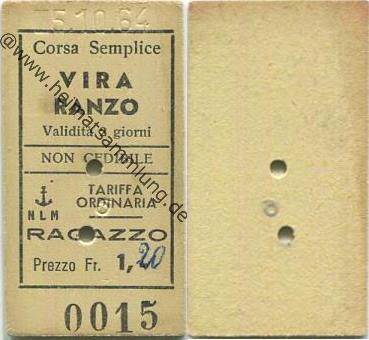 5.10.64
Corsa Semplice
VIRA
RANZO
Validità giorni
NON CEDIBILE
NLM
TARIFFA
ORDINARIA
RAGAZZO
Prezzo Fr. 1,20
0015
www.heimatsammlung.de